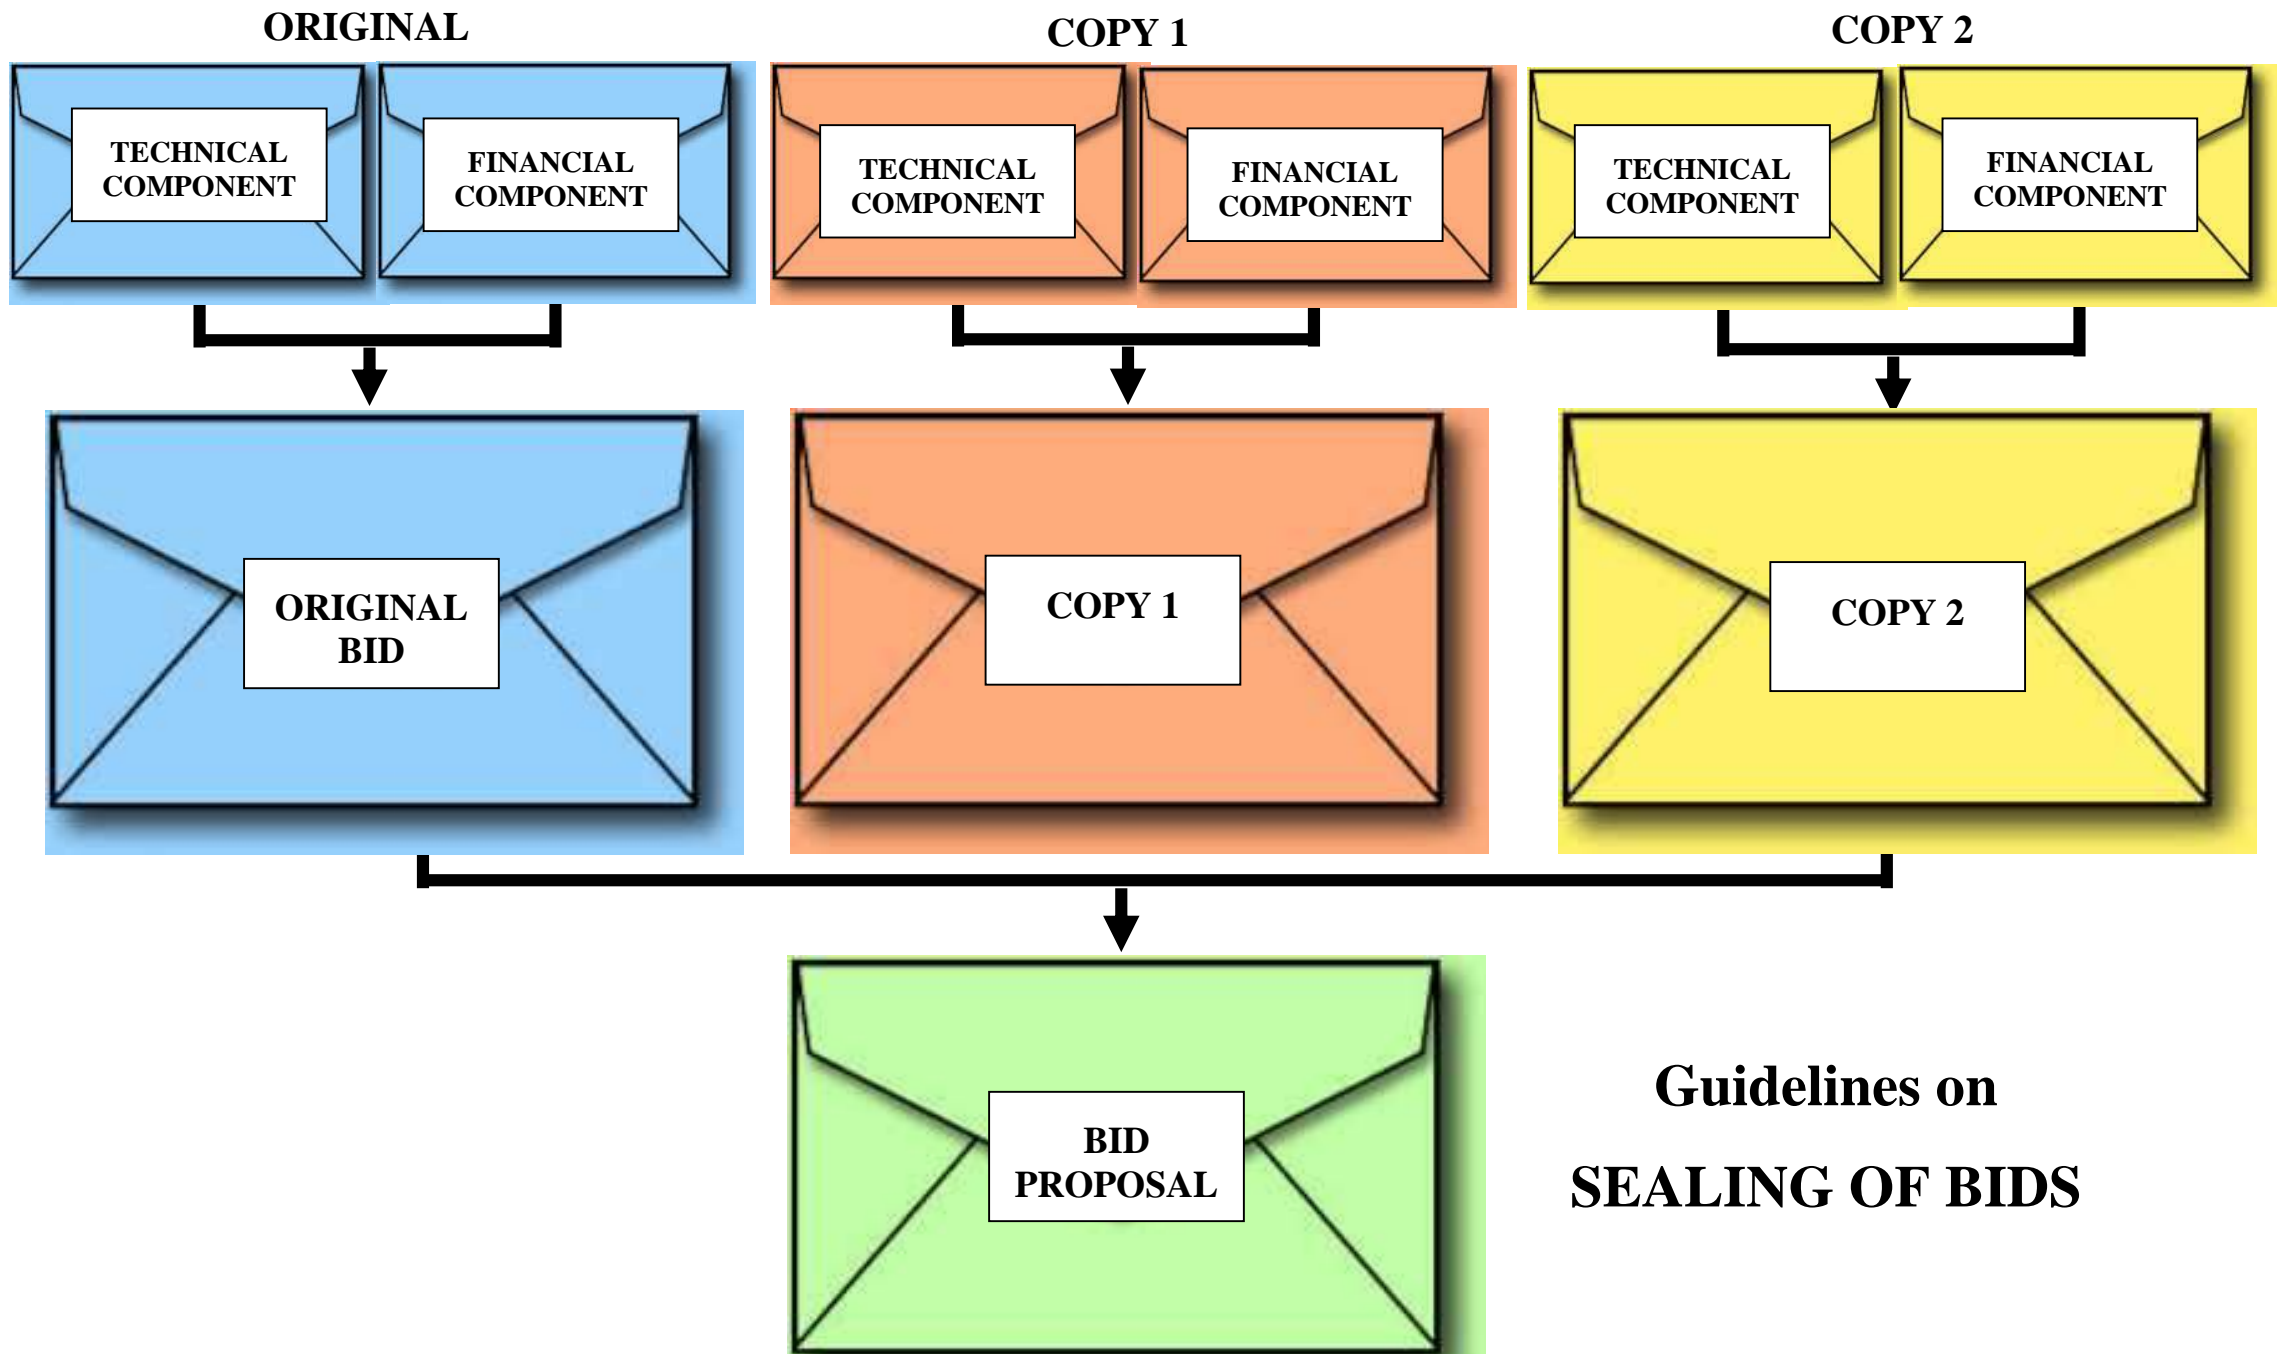 ORIGINAL
COPY 1
COPY 2
TECHNICAL
COMPONENT
FINANCIAL
COMPONENT
TECHNICAL
COMPONENT
FINANCIAL
COMPONENT
TECHNICAL
COMPONENT
FINANCIAL
COMPONENT
ORIGINAL
BID
COPY 1
COPY 2
BID
PROPOSAL
Guidelines on
SEALING OF BIDS